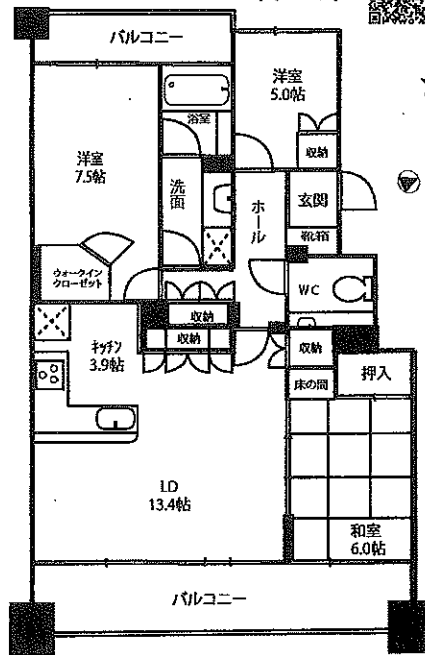 バルコニー
洋室
5.0帖
浴室
収納
洋室
7.5帖
洗面
ホール
玄関
靴箱
ウォークイン
クローゼット
WC
収納
収納
キッチン
3.9帖
収納
押入
床の間
LD
13.4帖
和室
6.0帖
バルコニー